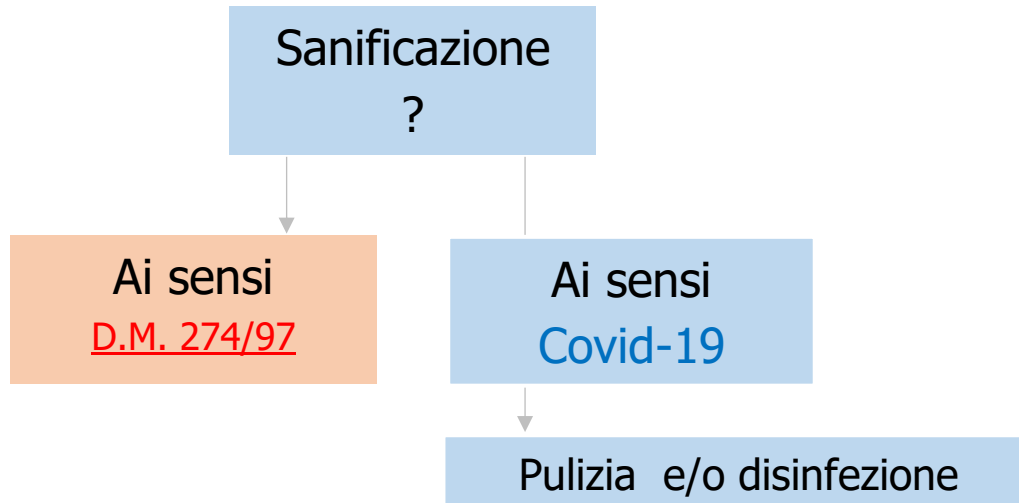 Sanificazione
?
Ai sensi
D.M. 274/97
Ai sensi
Covid-19
Pulizia e/o disinfezione